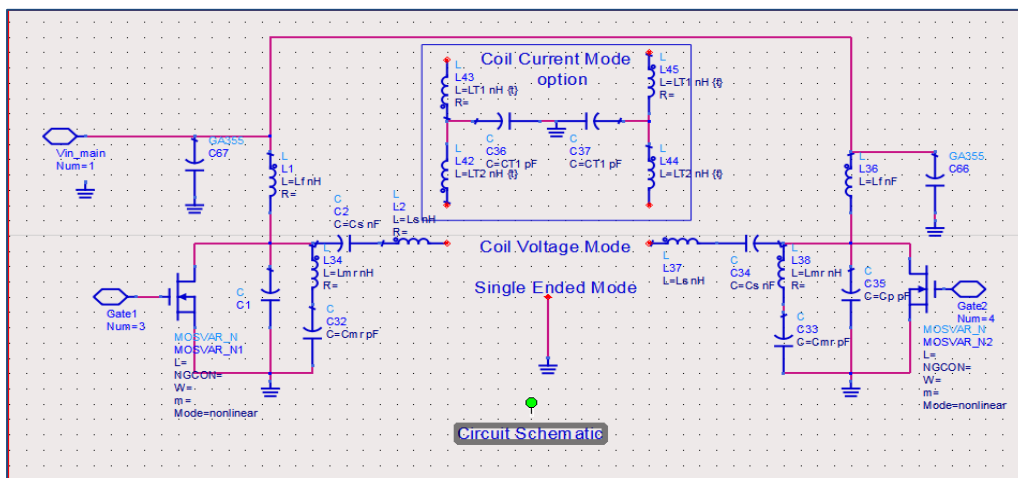 Coil Current Mode
option
L
L43
L=LT1 nH {t}
R=
L
L45
L=LT1 nH {t}
R=
C
C36
C=CT1 pF
C
C37
C=CT1 pF
L
L42
L=LT2 nH {t}
R=
L
L44
L=LT2 nH {t}
R=
Vin_main
Num=1
GA355
C67
L
L1
L=Lf nH
R=
L
L36
L=Lf nF
GA355
C66
C
C2
C=Cs nF
L
L2
L=Ls nH
R=
Coil Voltage Mode
Single Ended Mode
L
L37
L=Ls nH
C
C34
C=Cs nF
L
L34
L=Lmr nH
R=
L
L38
L=Lmr nH
R=
Gate1
Num=3
C
C1
C
C32
C=Cmr pF
C
C33
C=Cmr pF
C
C35
C=Cp pF
Gate2
Num=4
MOSVAR_N
MOSVAR_N1
L=
NGCON=
W=
m=
Mode=nonlinear
MOSVAR_N
MOSVAR_N2
L=
NGCON=
W=
m=
Mode=nonlinear
Circuit Schematic